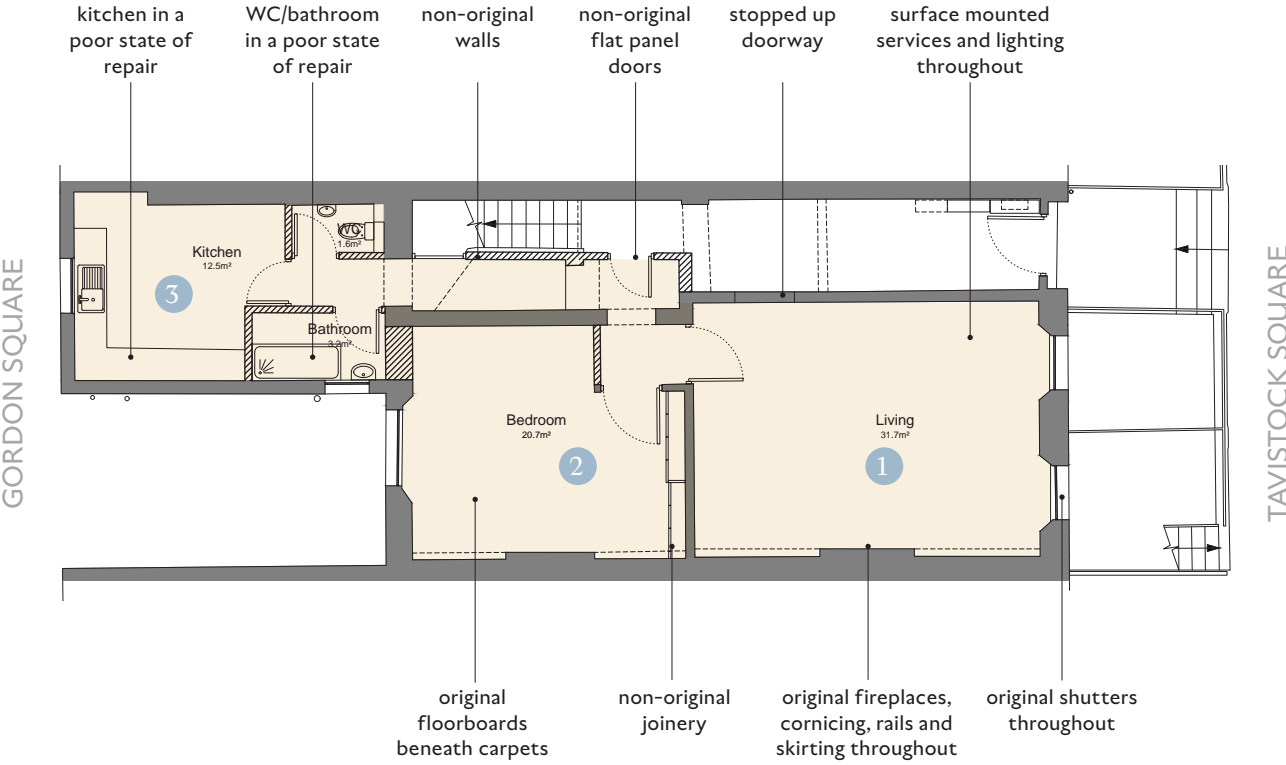 kitchen in a
poor state of
repair
WC/bathroom
in a poor state
of repair
non-original
walls
non-original
flat panel
doors
stopped up
doorway
surface mounted
services and lighting
throughout
GORDON SQUARE
Kitchen
12.5m²
3
WC
1.6m²
Bathroom
3.2m²
Bedroom
20.7m²
2
Living
31.7m²
1
TAVISTOCK SQUARE
original
floorboards
beneath carpets
non-original
joinery
original fireplaces,
cornicing, rails and
skirting throughout
original shutters
throughout